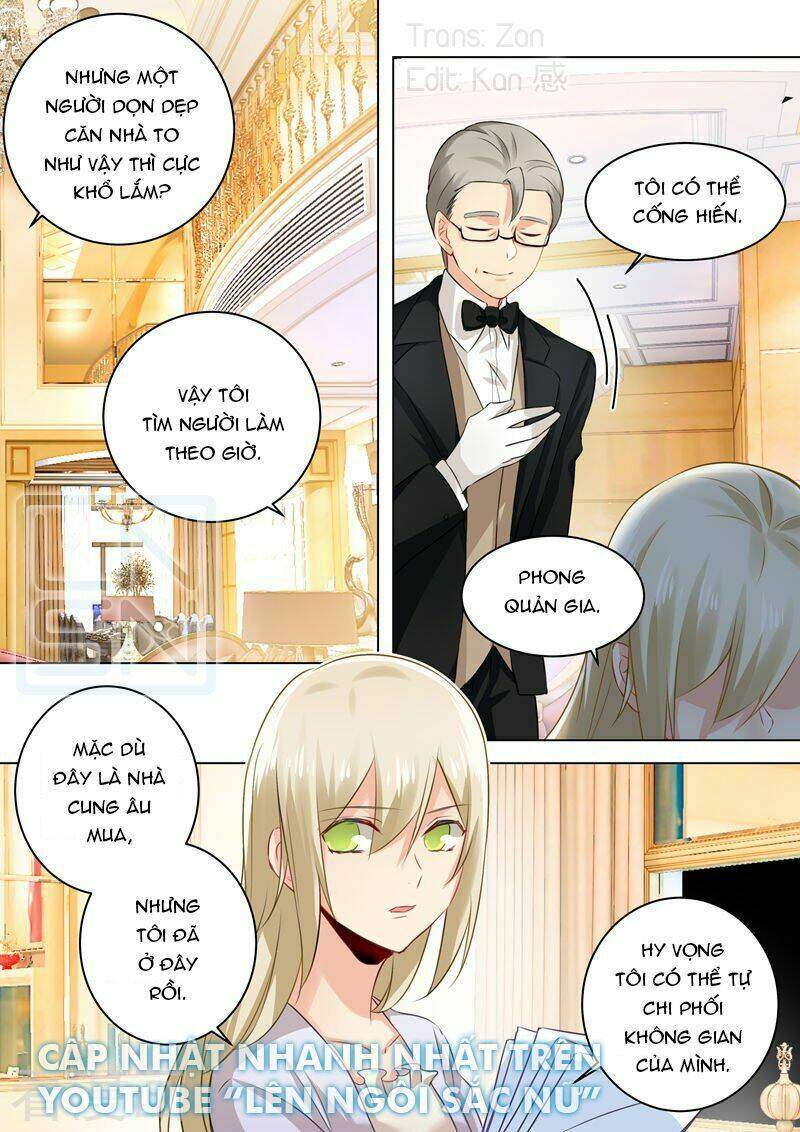 Trans: Zan
Edit: Kan 感
NHƯNG MỘT
NGƯỜI DỌN DẸP
CĂN NHÀ TO
NHƯ VẬY THÌ CỰC
KHỔ LẮM?
VẬY TÔI
TÌM NGƯỜI LÀM
THEO GIỜ.
TÔI CÓ THỂ
CỐNG HIẾN.
PHONG
QUẢN GIA.
MẶC DÙ
ĐÂY LÀ NHÀ
CUNG ÂU
MUA,
NHƯNG
TÔI ĐÃ
Ở ĐÂY
RỒI.
HY VỌNG
TÔI CÓ THỂ TỰ
CHI PHỐI
KHÔNG GIAN
CỦA MÌNH.
CẬP NHẬT NHANH NHẤT TRÊN
YOUTUBE "LÊN NGÔI SẮC NỮ"